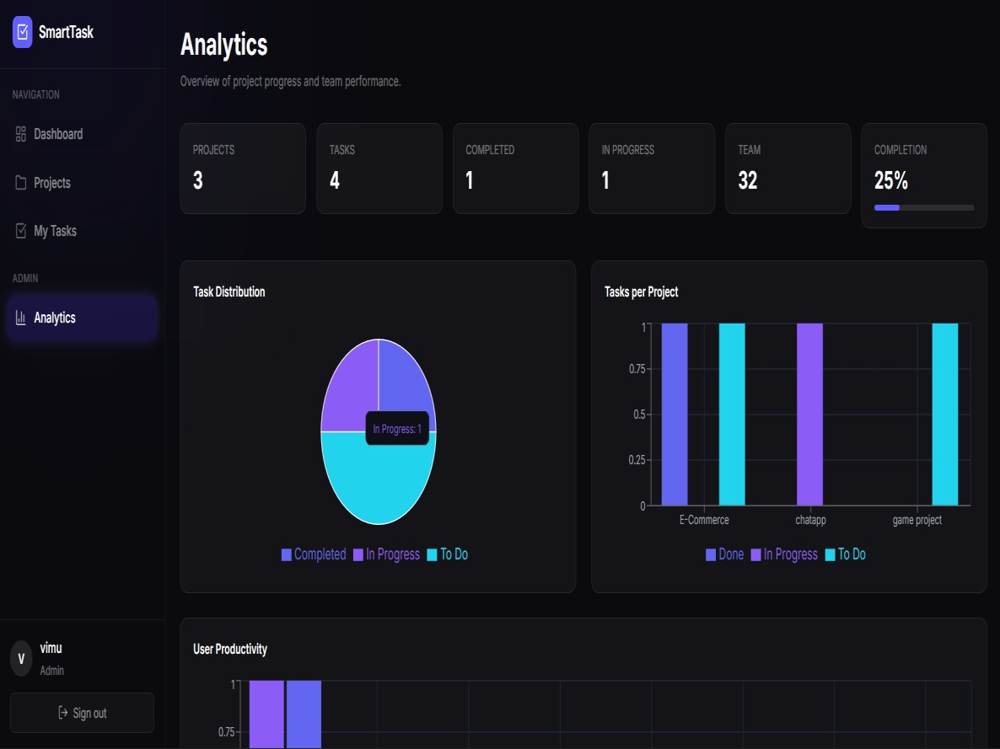 SmartTask
NAVIGATION
Dashboard
Projects
My Tasks
ADMIN
Analytics
V
vimu
Admin
Sign out
Analytics
Overview of project progress and team performance.
PROJECTS
3
TASKS
4
COMPLETED
1
IN PROGRESS
1
TEAM
32
COMPLETION
25%
Task Distribution
In Progress: 1
Completed In Progress To Do
Tasks per Project
1
0.75
0.5
0.25
0
E-Commerce chatapp game project
Done In Progress To Do
User Productivity
1
0.75